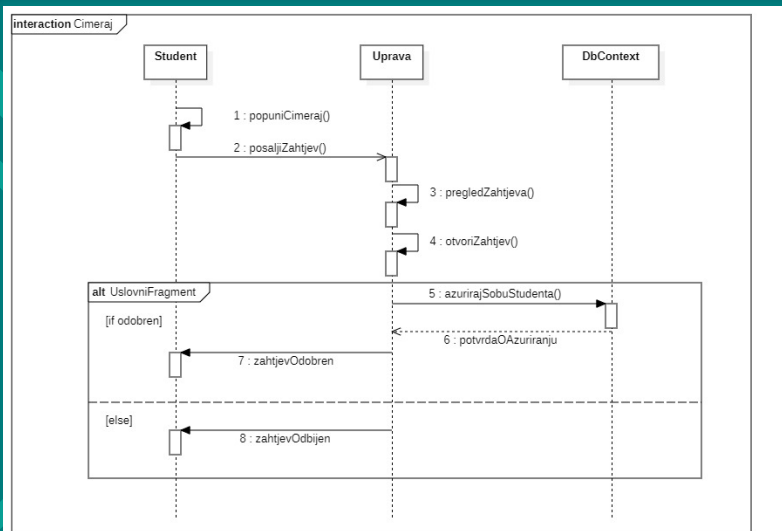 interaction Cimeraj
Student
Uprava
DbContext
1 : popuniCimeraj()
2 : posaljiZahtjev()
3 : pregledZahtjeva()
4 : otvoriZahtjev()
alt UslovniFragment
5 : azurirajSobuStudenta()
[if odobren]
6 : potvrdaOAzuriranju
7 : zahtjevOdobren
[else]
8 : zahtjevOdbijen